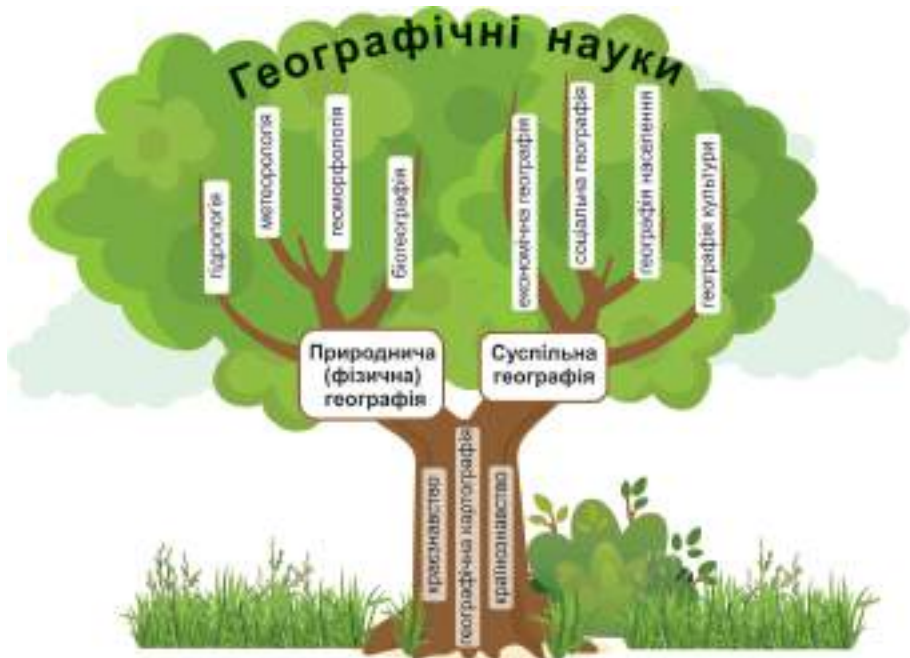 Географічні науки
гідрологія
метеорологія
геоморфологія
біогеографія
економічна географія
соціальна географія
географія населення
географія культури
Природнича
(фізична)
географія
Суспільна
географія
краєзнавство
географічна картографія
країнознавство